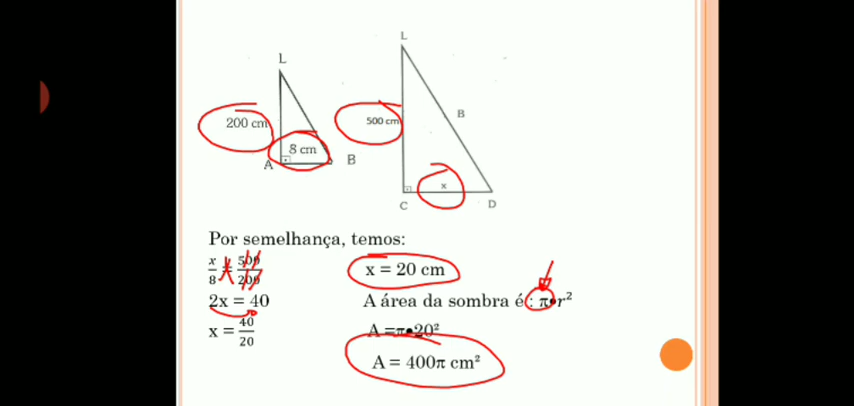 L
L
200 cm
500 cm
B
8 cm
A
B
x
C
D
Por semelhança, temos:
x/8 = 500/200
x = 20 cm
2x = 40
A área da sombra é : π•r²
x = 40/20
A =π•20²
A = 400π cm²